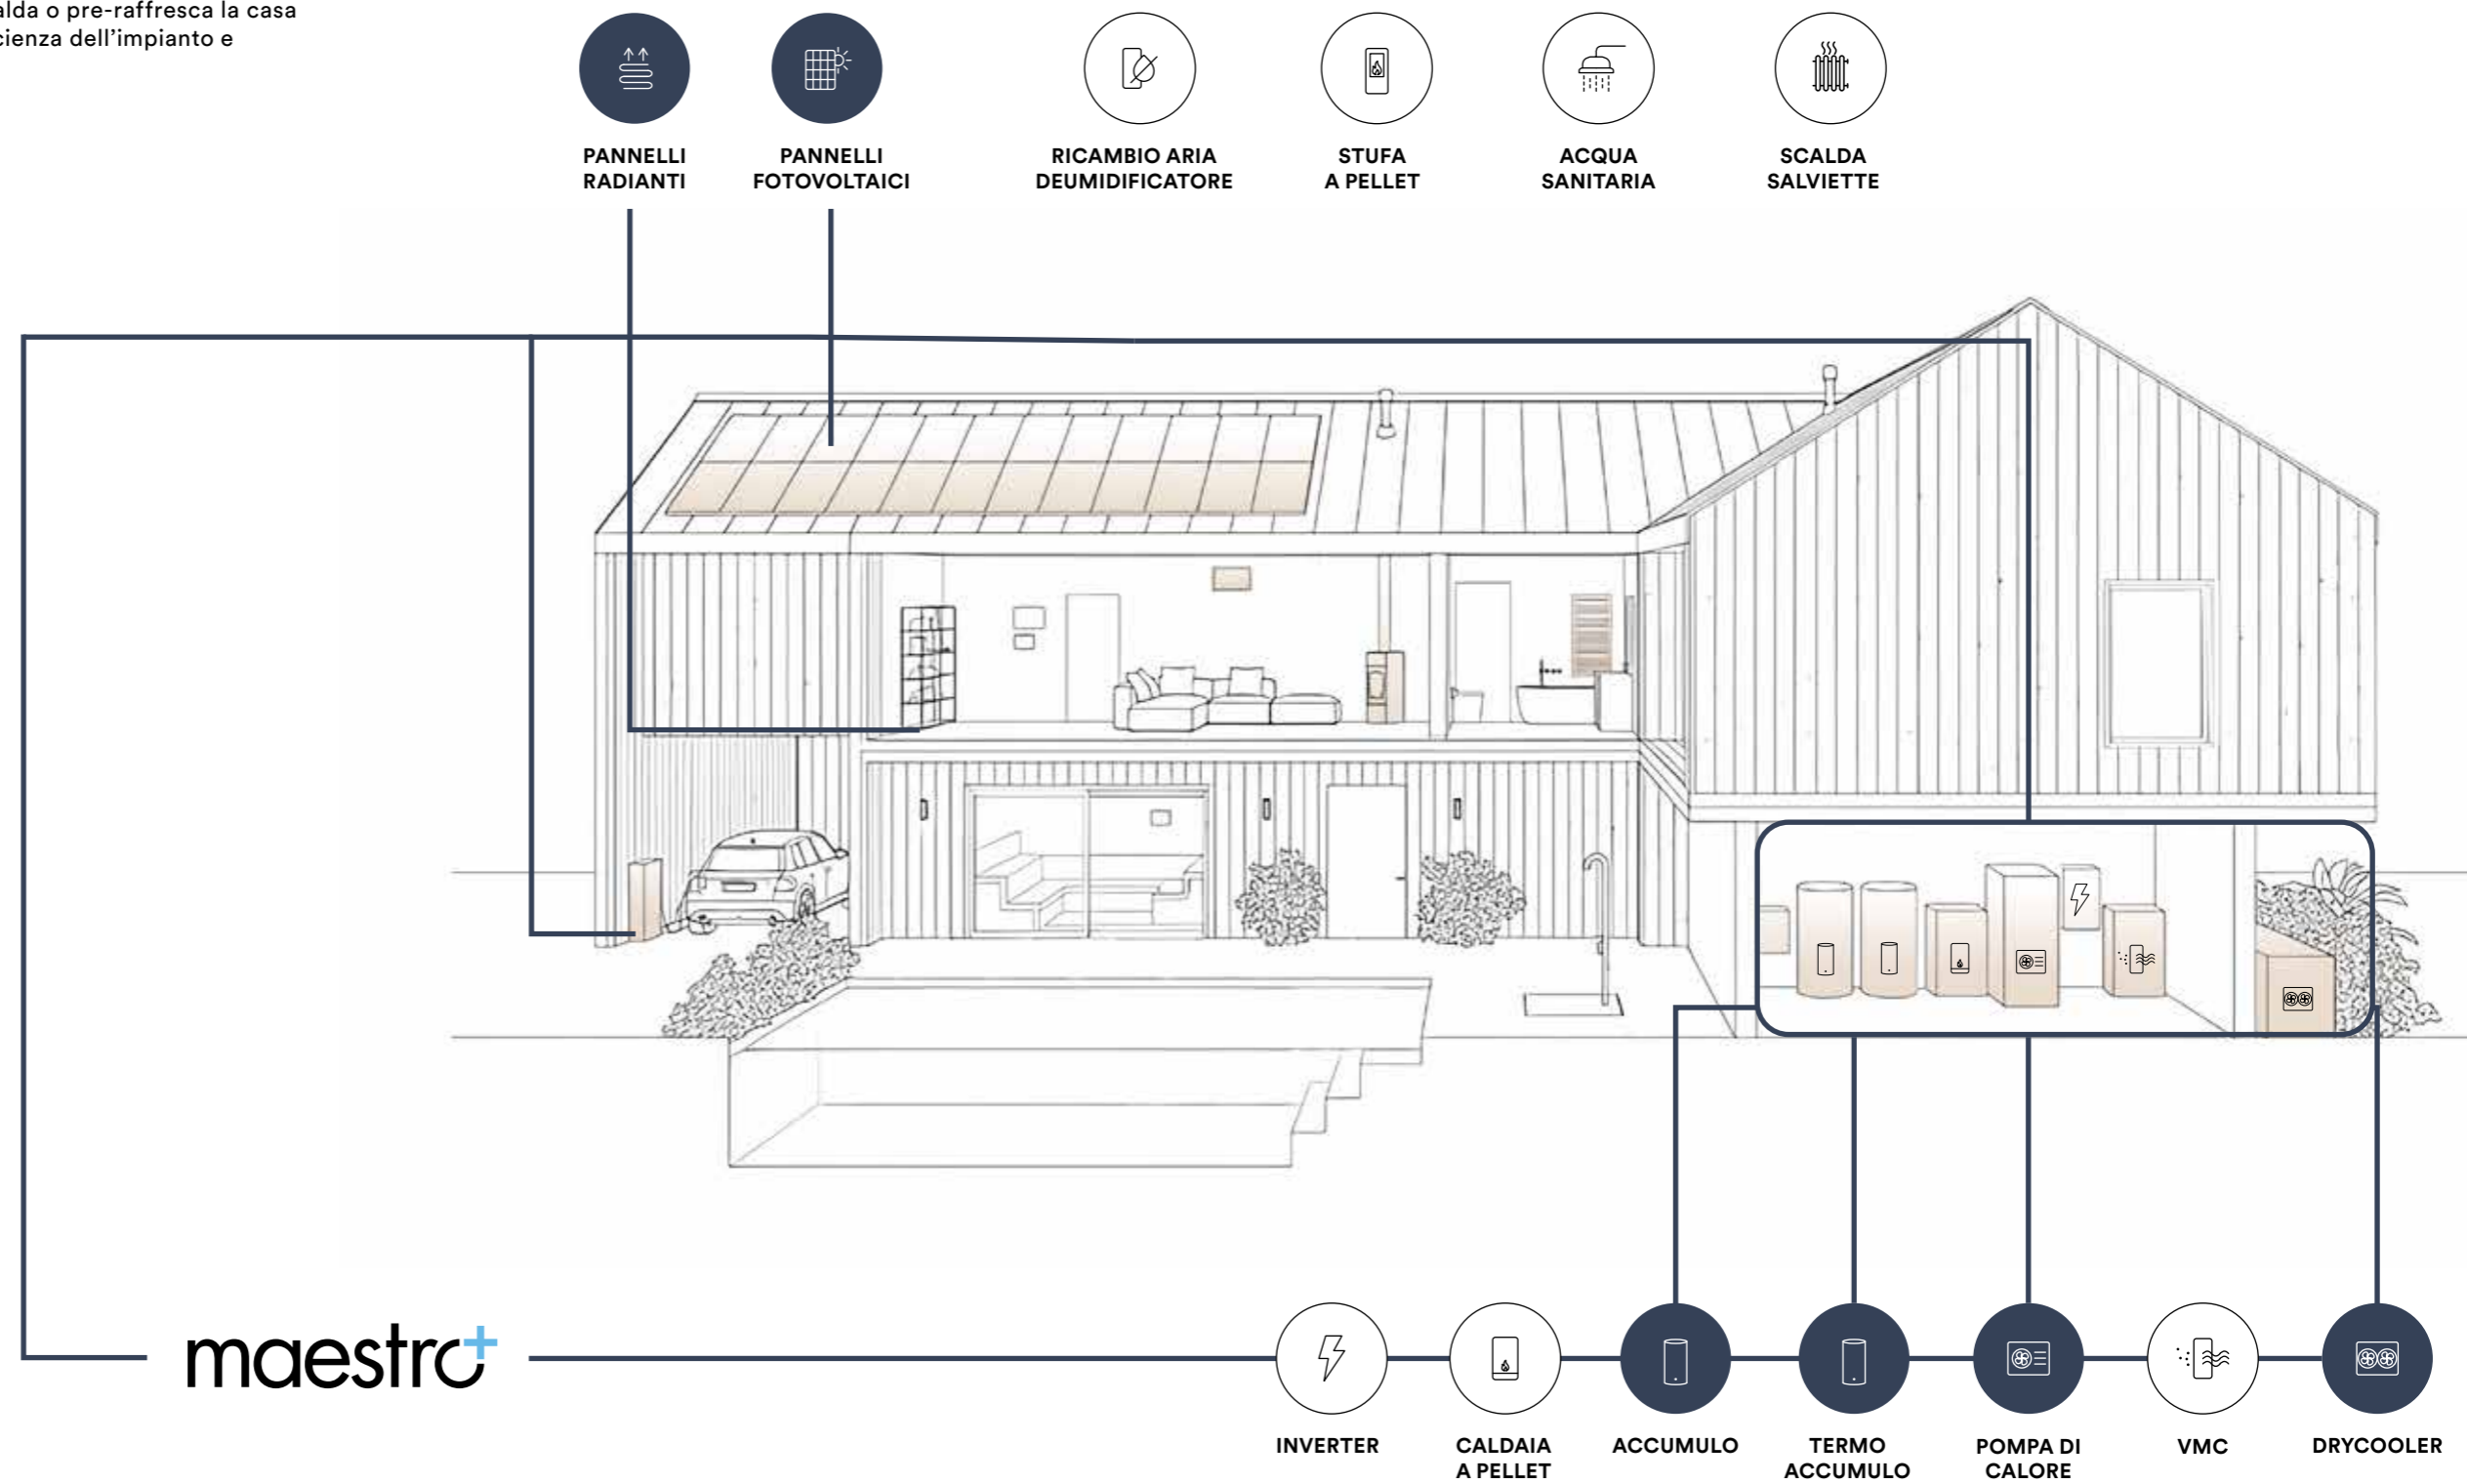 alda o pre-raffresca la casa
cienza dell'impianto e
PANNELLI
RADIANTI
PANNELLI
FOTOVOLTAICI
RICAMBIO ARIA
DEUMIDIFICATORE
STUFA
A PELLET
ACQUA
SANITARIA
SCALDA
SALVIETTE
maestro+
INVERTER
CALDAIA
A PELLET
ACCUMULO
TERMO
ACCUMULO
POMPA DI
CALORE
VMC
DRYCOOLER